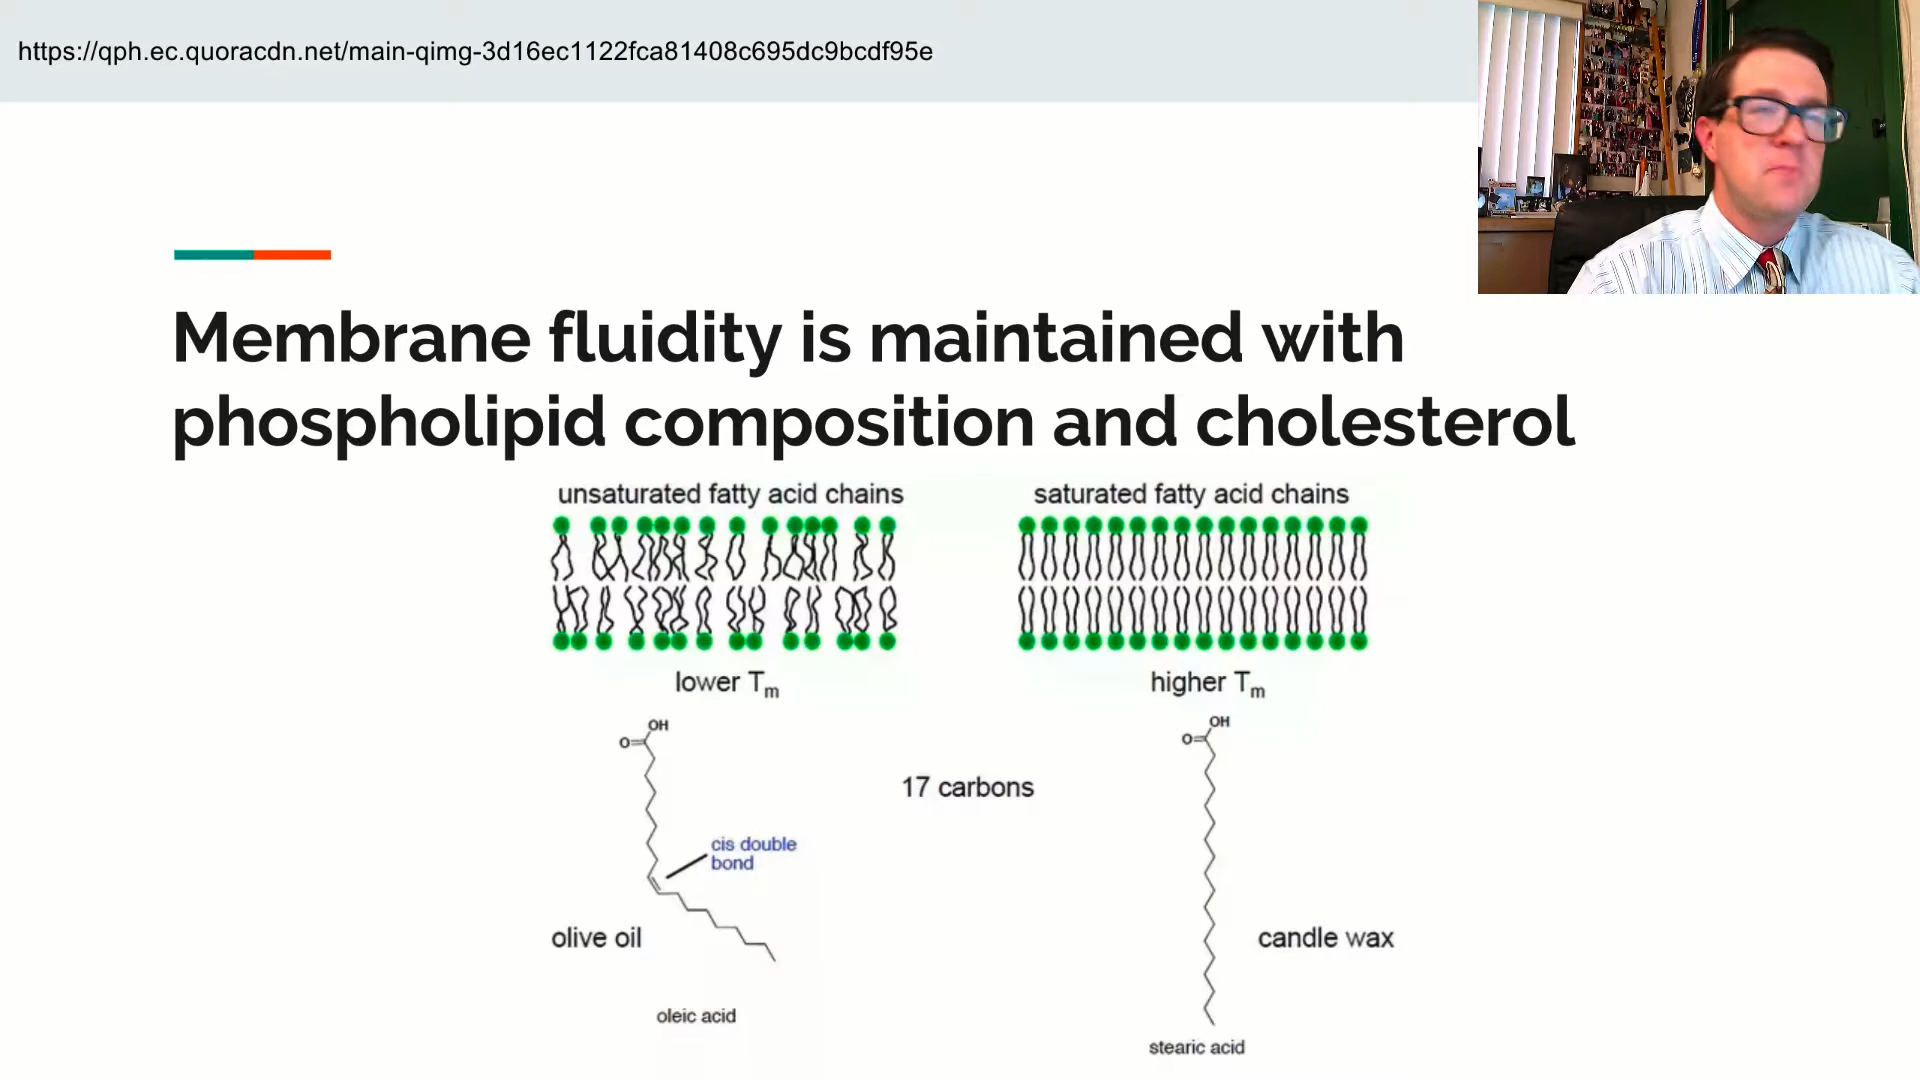 https://qph.ec.quoracdn.net/main-qimg-3d16ec1122fca81408c695dc9bcdf95e
Membrane fluidity is maintained with
phospholipid composition and cholesterol
unsaturated fatty acid chains
saturated fatty acid chains
lower Tm
higher Tm
OH
O
OH
O
17 carbons
cis double
bond
olive oil
candle wax
oleic acid
stearic acid